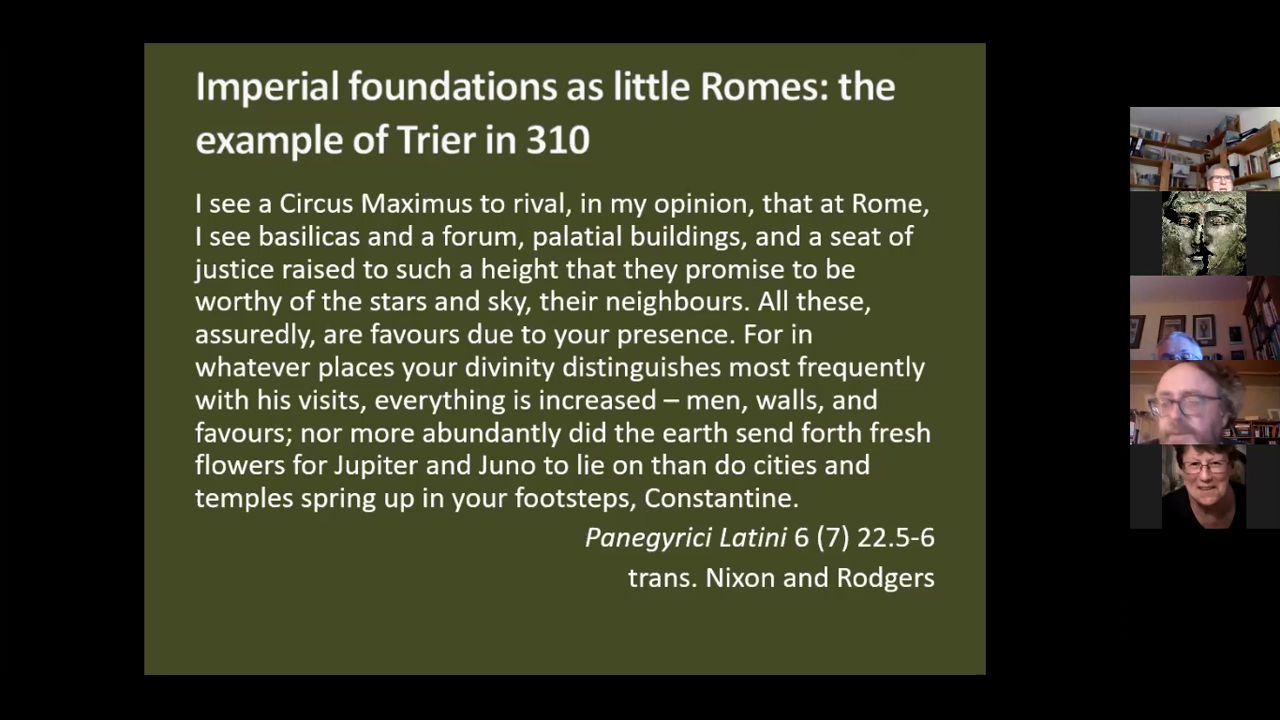 Imperial foundations as little Romes: the
example of Trier in 310
I see a Circus Maximus to rival, in my opinion, that at Rome,
I see basilicas and a forum, palatial buildings, and a seat of
justice raised to such a height that they promise to be
worthy of the stars and sky, their neighbours. All these,
assuredly, are favours due to your presence. For in
whatever places your divinity distinguishes most frequently
with his visits, everything is increased – men, walls, and
favours; nor more abundantly did the earth send forth fresh
flowers for Jupiter and Juno to lie on than do cities and
temples spring up in your footsteps, Constantine.
Panegyrici Latini 6 (7) 22.5-6
trans. Nixon and Rodgers